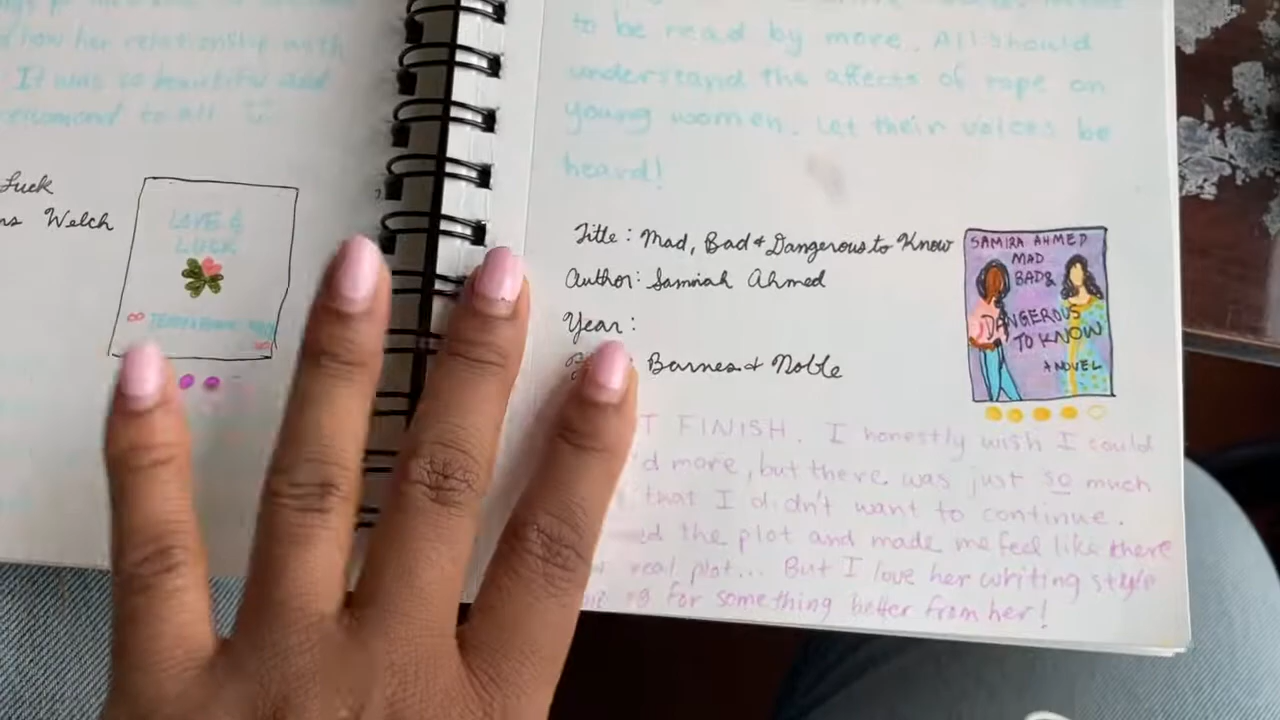 how her relationship with
It was so beautiful and
recommend to all
Luck
Welch
LOVE &
LUCK
to be read by more. All should
understand the affects of rape on
young women. Let their voices be
heard!
Title: Mad, Bad & Dangerous to Know
Author: Samirah Ahmed
Year:
Barnes & Noble
SAMIRA AHMED
MAD
BAD &
DANGEROUS
TO KNOW
A NOVEL
T FINISH. I honestly wish I could
'd more, but there was just so much
that I didn't want to continue.
the plot and made me feel like there
real plot... But I love her writing style
for something better from her!